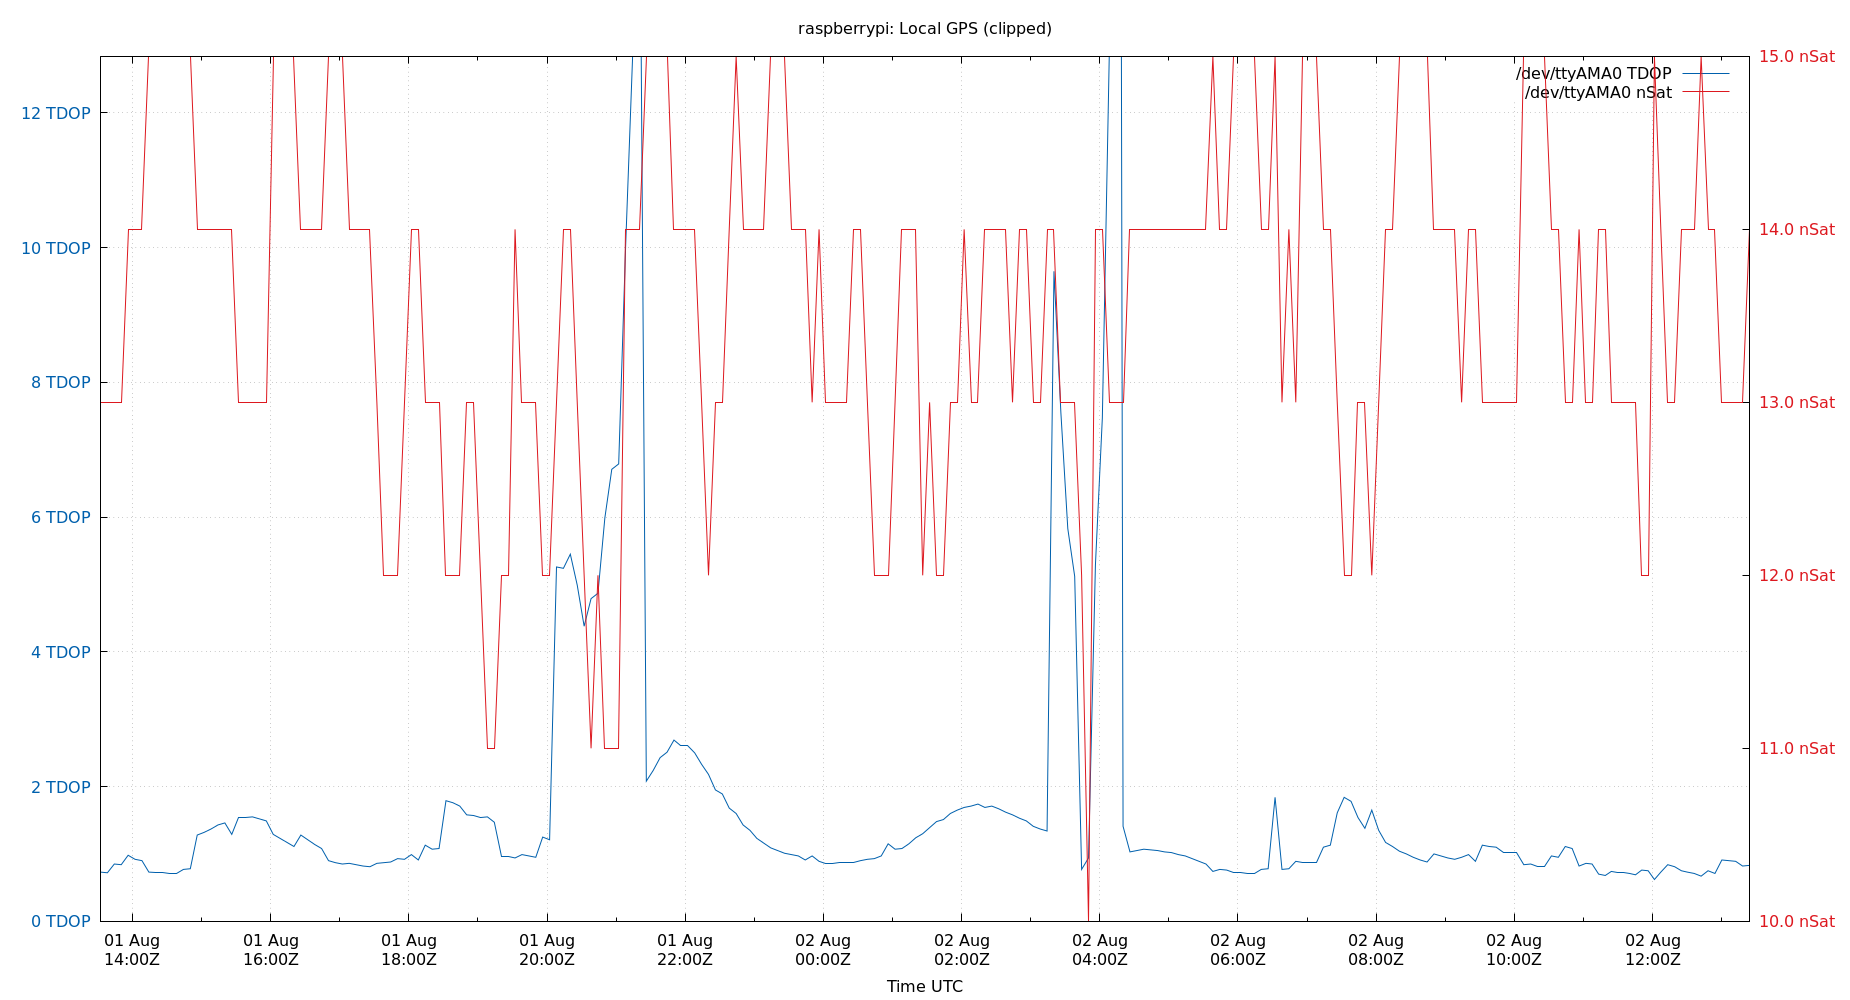 raspberrypi: Local GPS (clipped)
/dev/ttyAMA0 TDOP
/dev/ttyAMA0 nSat
12 TDOP
10 TDOP
8 TDOP
6 TDOP
4 TDOP
2 TDOP
0 TDOP
15.0 nSat
14.0 nSat
13.0 nSat
12.0 nSat
11.0 nSat
10.0 nSat
01 Aug
14:00Z
01 Aug
16:00Z
01 Aug
18:00Z
01 Aug
20:00Z
01 Aug
22:00Z
02 Aug
00:00Z
02 Aug
02:00Z
02 Aug
04:00Z
02 Aug
06:00Z
02 Aug
08:00Z
02 Aug
10:00Z
02 Aug
12:00Z
Time UTC